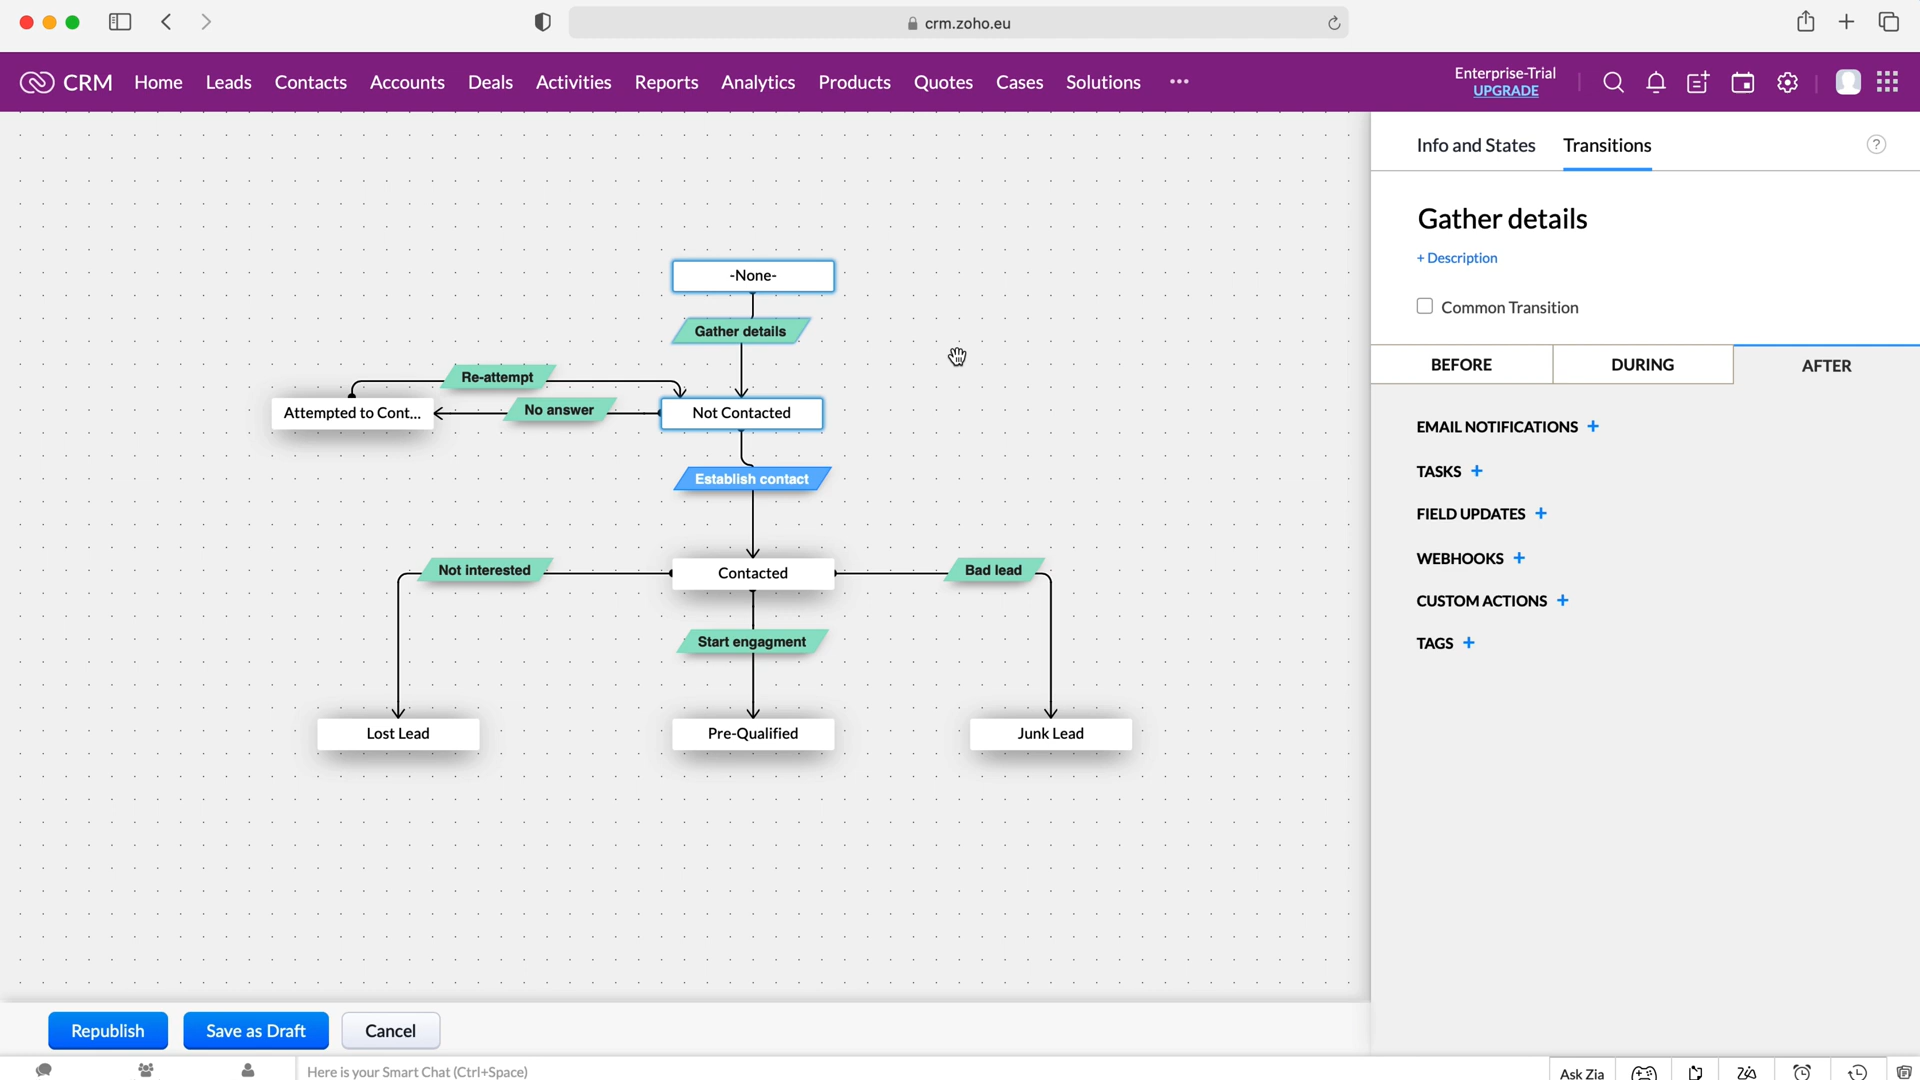 crm.zoho.eu
CRM Home Leads Contacts Accounts Deals Activities Reports Analytics Products Quotes Cases Solutions
Enterprise-Trial
UPGRADE
Info and States Transitions
?
Gather details
+ Description
Common Transition
BEFORE DURING AFTER
EMAIL NOTIFICATIONS +
TASKS +
FIELD UPDATES +
WEBHOOKS +
CUSTOM ACTIONS +
TAGS +
-None-
Gather details
Re-attempt
Attempted to Cont...
No answer
Not Contacted
Establish contact
Not interested
Contacted
Bad lead
Start engagment
Lost Lead
Pre-Qualified
Junk Lead
Republish Save as Draft Cancel
Here is your Smart Chat (Ctrl+Space)
Ask Zia